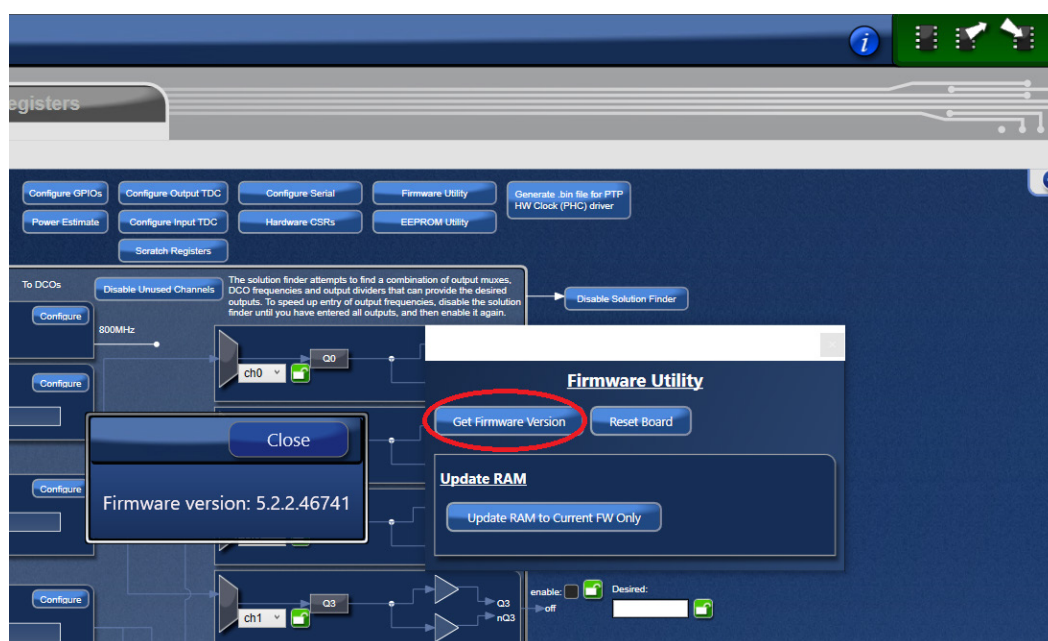 egisters
Configure GPIOs
Configure Output TDC
Configure Serial
Firmware Utility
Generate .bin file for PTP
HW Clock (PHC) driver
Power Estimate
Configure Input TDC
Hardware CSRs
EEPROM Utility
Scratch Registers
To DCOs
Disable Unused Channels
The solution finder attempts to find a combination of output muxes,
DCO frequencies and output dividers that can provide the desired
outputs. To speed up entry of output frequencies, disable the solution
finder until you have entered all outputs, and then enable it again.
Disable Solution Finder
Configure
800MHz
ch0
Q0
Configure
Firmware Utility
Get Firmware Version
Reset Board
Close
Firmware version: 5.2.2.46741
Configure
Update RAM
Update RAM to Current FW Only
Configure
ch1
Q3
Q3
nQ3
enable:
off
Desired: